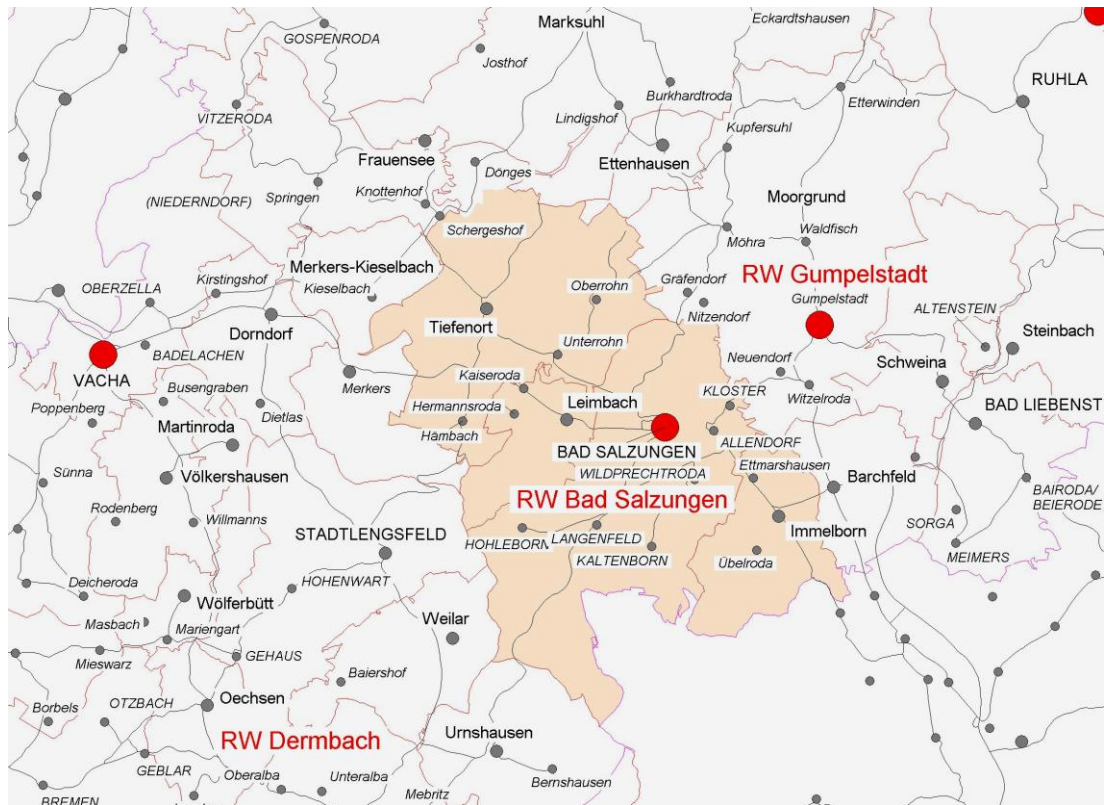 Marksuhl
Eckardtshausen
GOSPENRODA
Josthof
RUHLA
Burkhardtroda
Etterwinden
Lindigshof
VITZERODA
Kupfersuhl
Frauensee
Ettenhausen
Dönges
Knottenhof
Springen
(NIEDERNDORF)
Moorgrund
Waldfisch
Schergeshof
Möhra
Merkers-Kieselbach
RW Gumpelstadt
Kirstingshof
Kieselbach
OBERZELLA
Oberrohn
Gräfendorf
Gumpelstadt
Nitzendorf
ALTENSTEIN
Tiefenort
Dorndorf
Steinbach
BADELACHEN
Unterrohn
Neuendorf
Schweina
VACHA
Kaiseroda
Merkers
Busengraben
KLOSTER
Witzelroda
Leimbach
BAD LIEBENST
Poppenberg
Dietlas
Hermannsroda
Martinroda
Hämbach
ALLENDORF
BAD SALZUNGEN
Ettmarshausen
Sünna
Völkershausen
WILDPRECHTRODA
Barchfeld
BAIRODA/
BEIERODE
RW Bad Salzungen
Rodenberg
Willmanns
SORGA
STADTLENGSFELD
Immelborn
HOHLEBORN
LANGENFELD
KALTENBORN
Übelroda
MEIMERS
Deicheroda
HOHENWART
Wölferbütt
Masbach
Mariengart
Weilar
Mieswarz
GEHAUS
Baiershof
Oechsen
OTZBACH
Borbels
RW Dermbach
Urnshausen
GEBLAR
Oberalba
Unteralba
Bernshausen
Mebritz
BREMEN